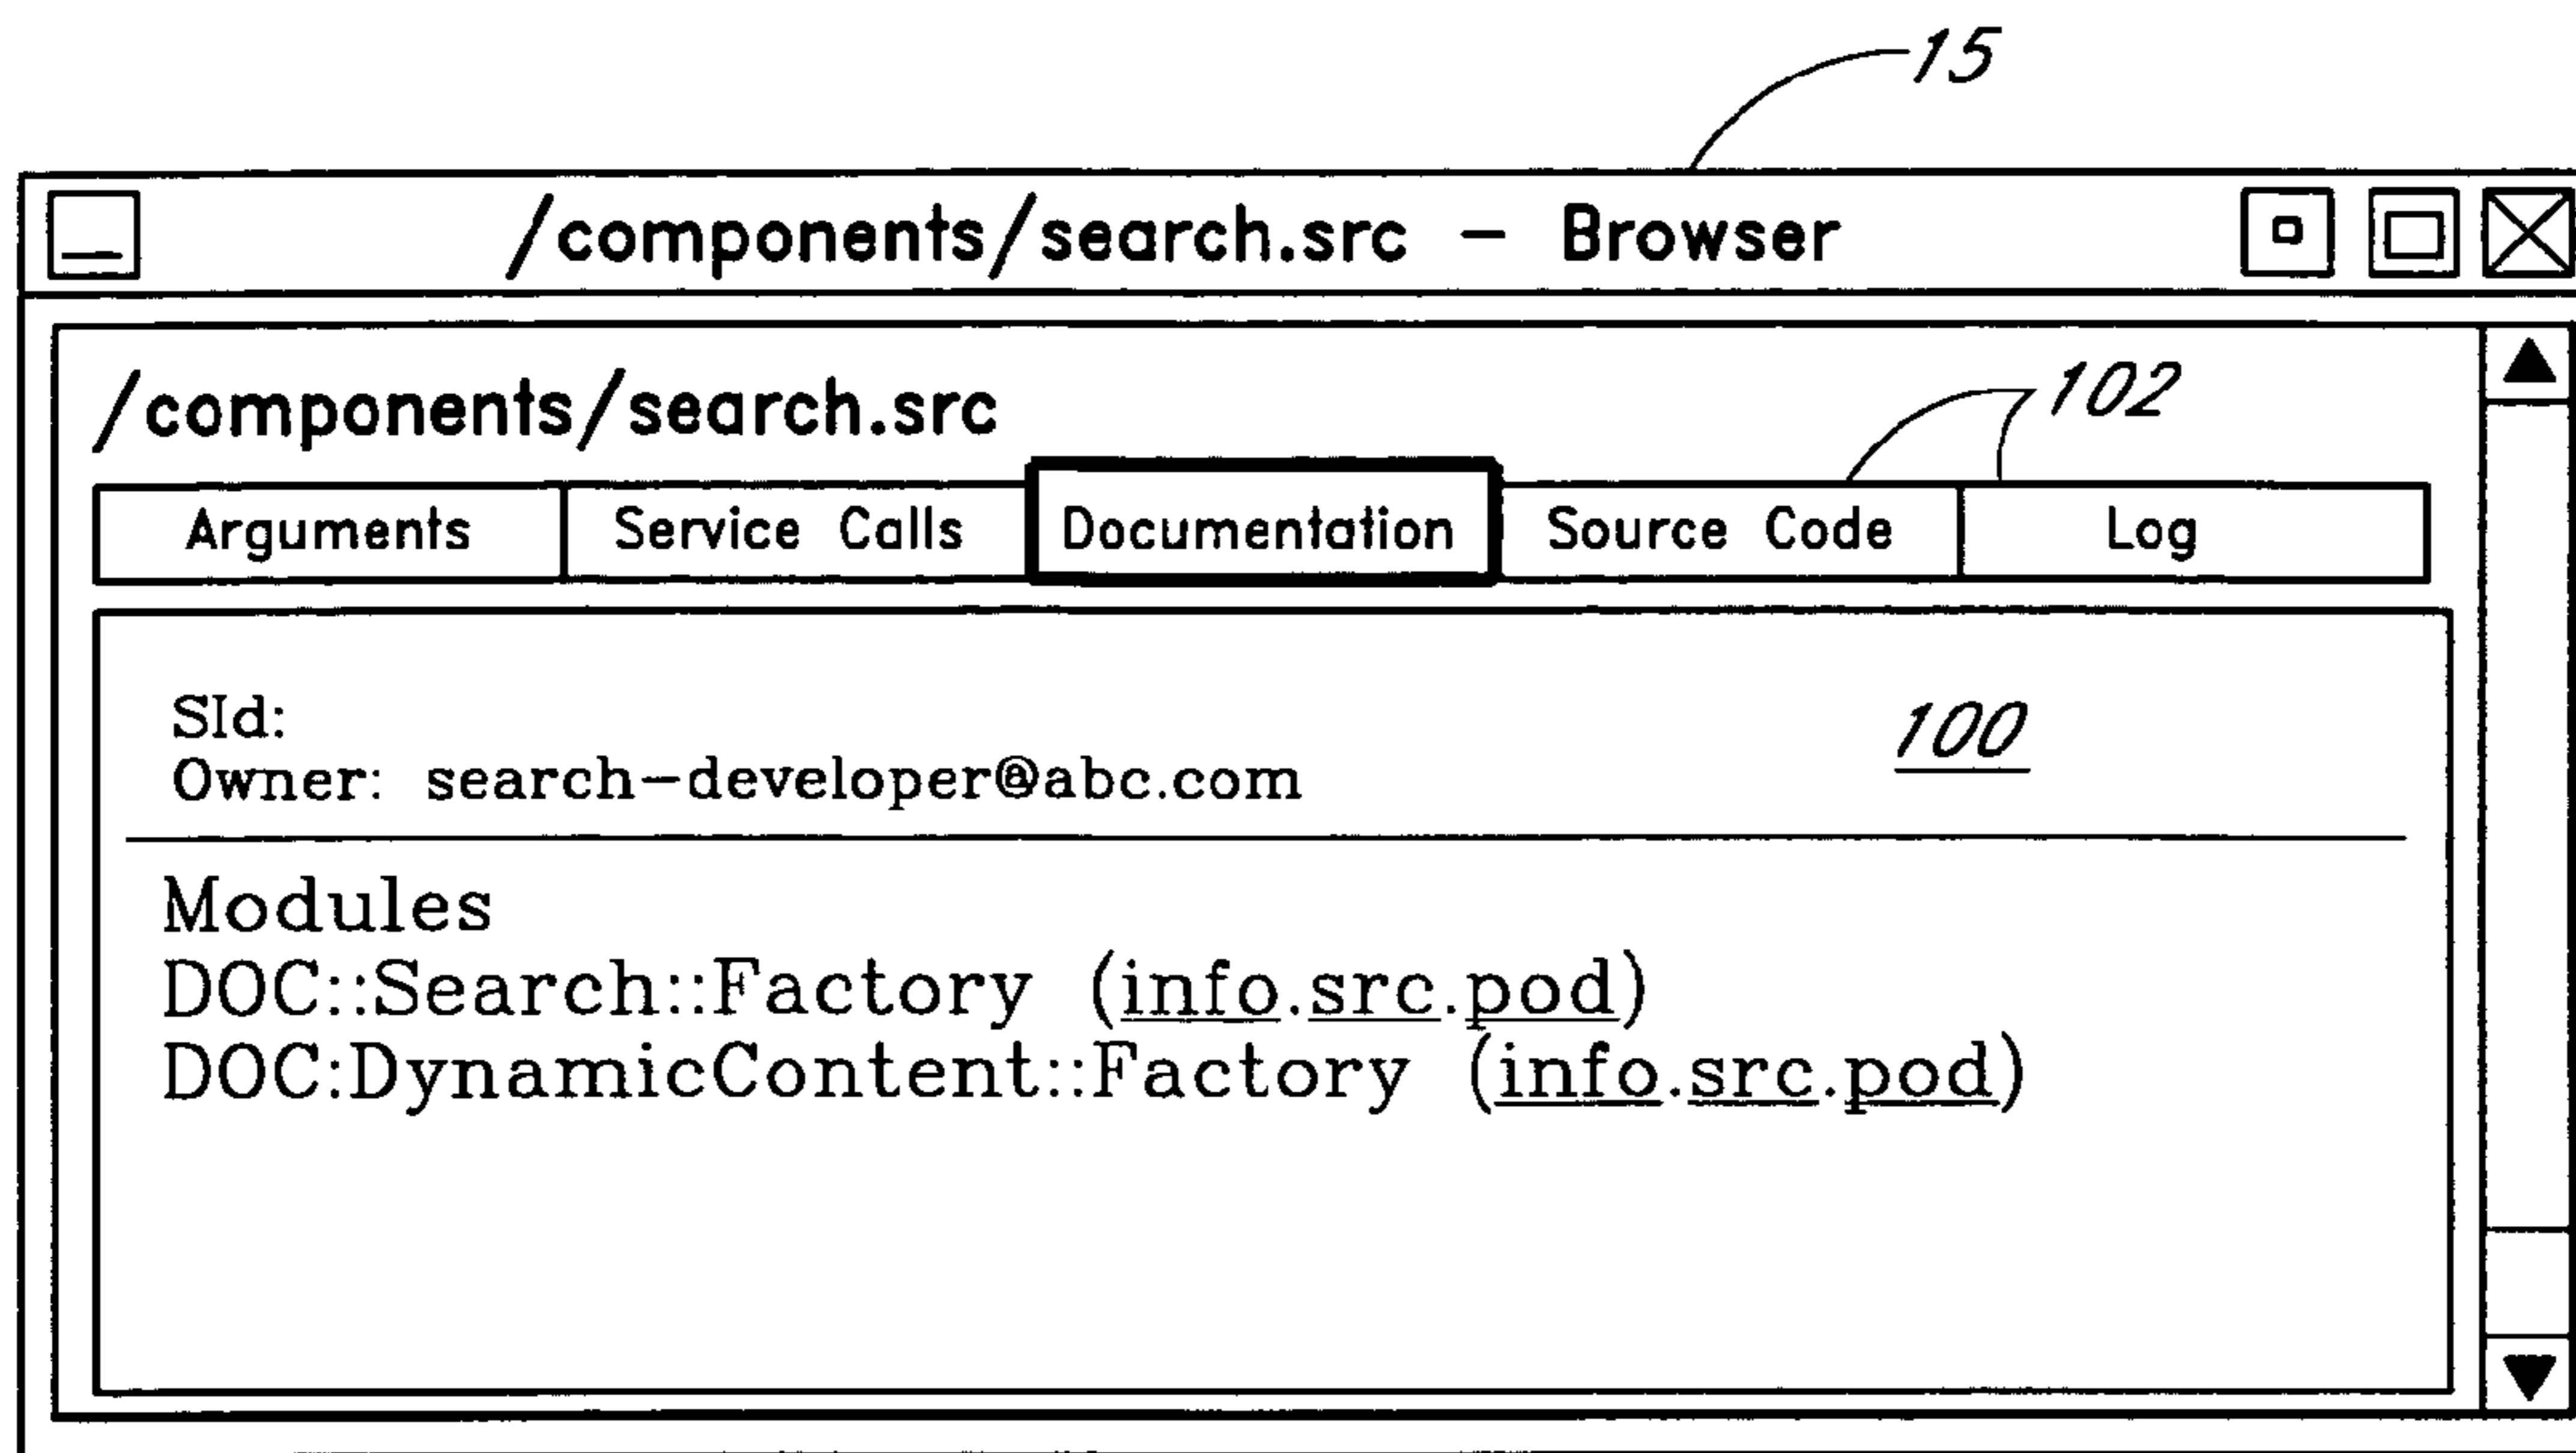 15
/components/search.src - Browser
/components/search.src
102
Arguments Service Calls Documentation Source Code Log
SId:
100
Owner: search-developer@abc.com
Modules
DOC::Search::Factory (info.src.pod)
DOC:DynamicContent::Factory (info.src.pod)